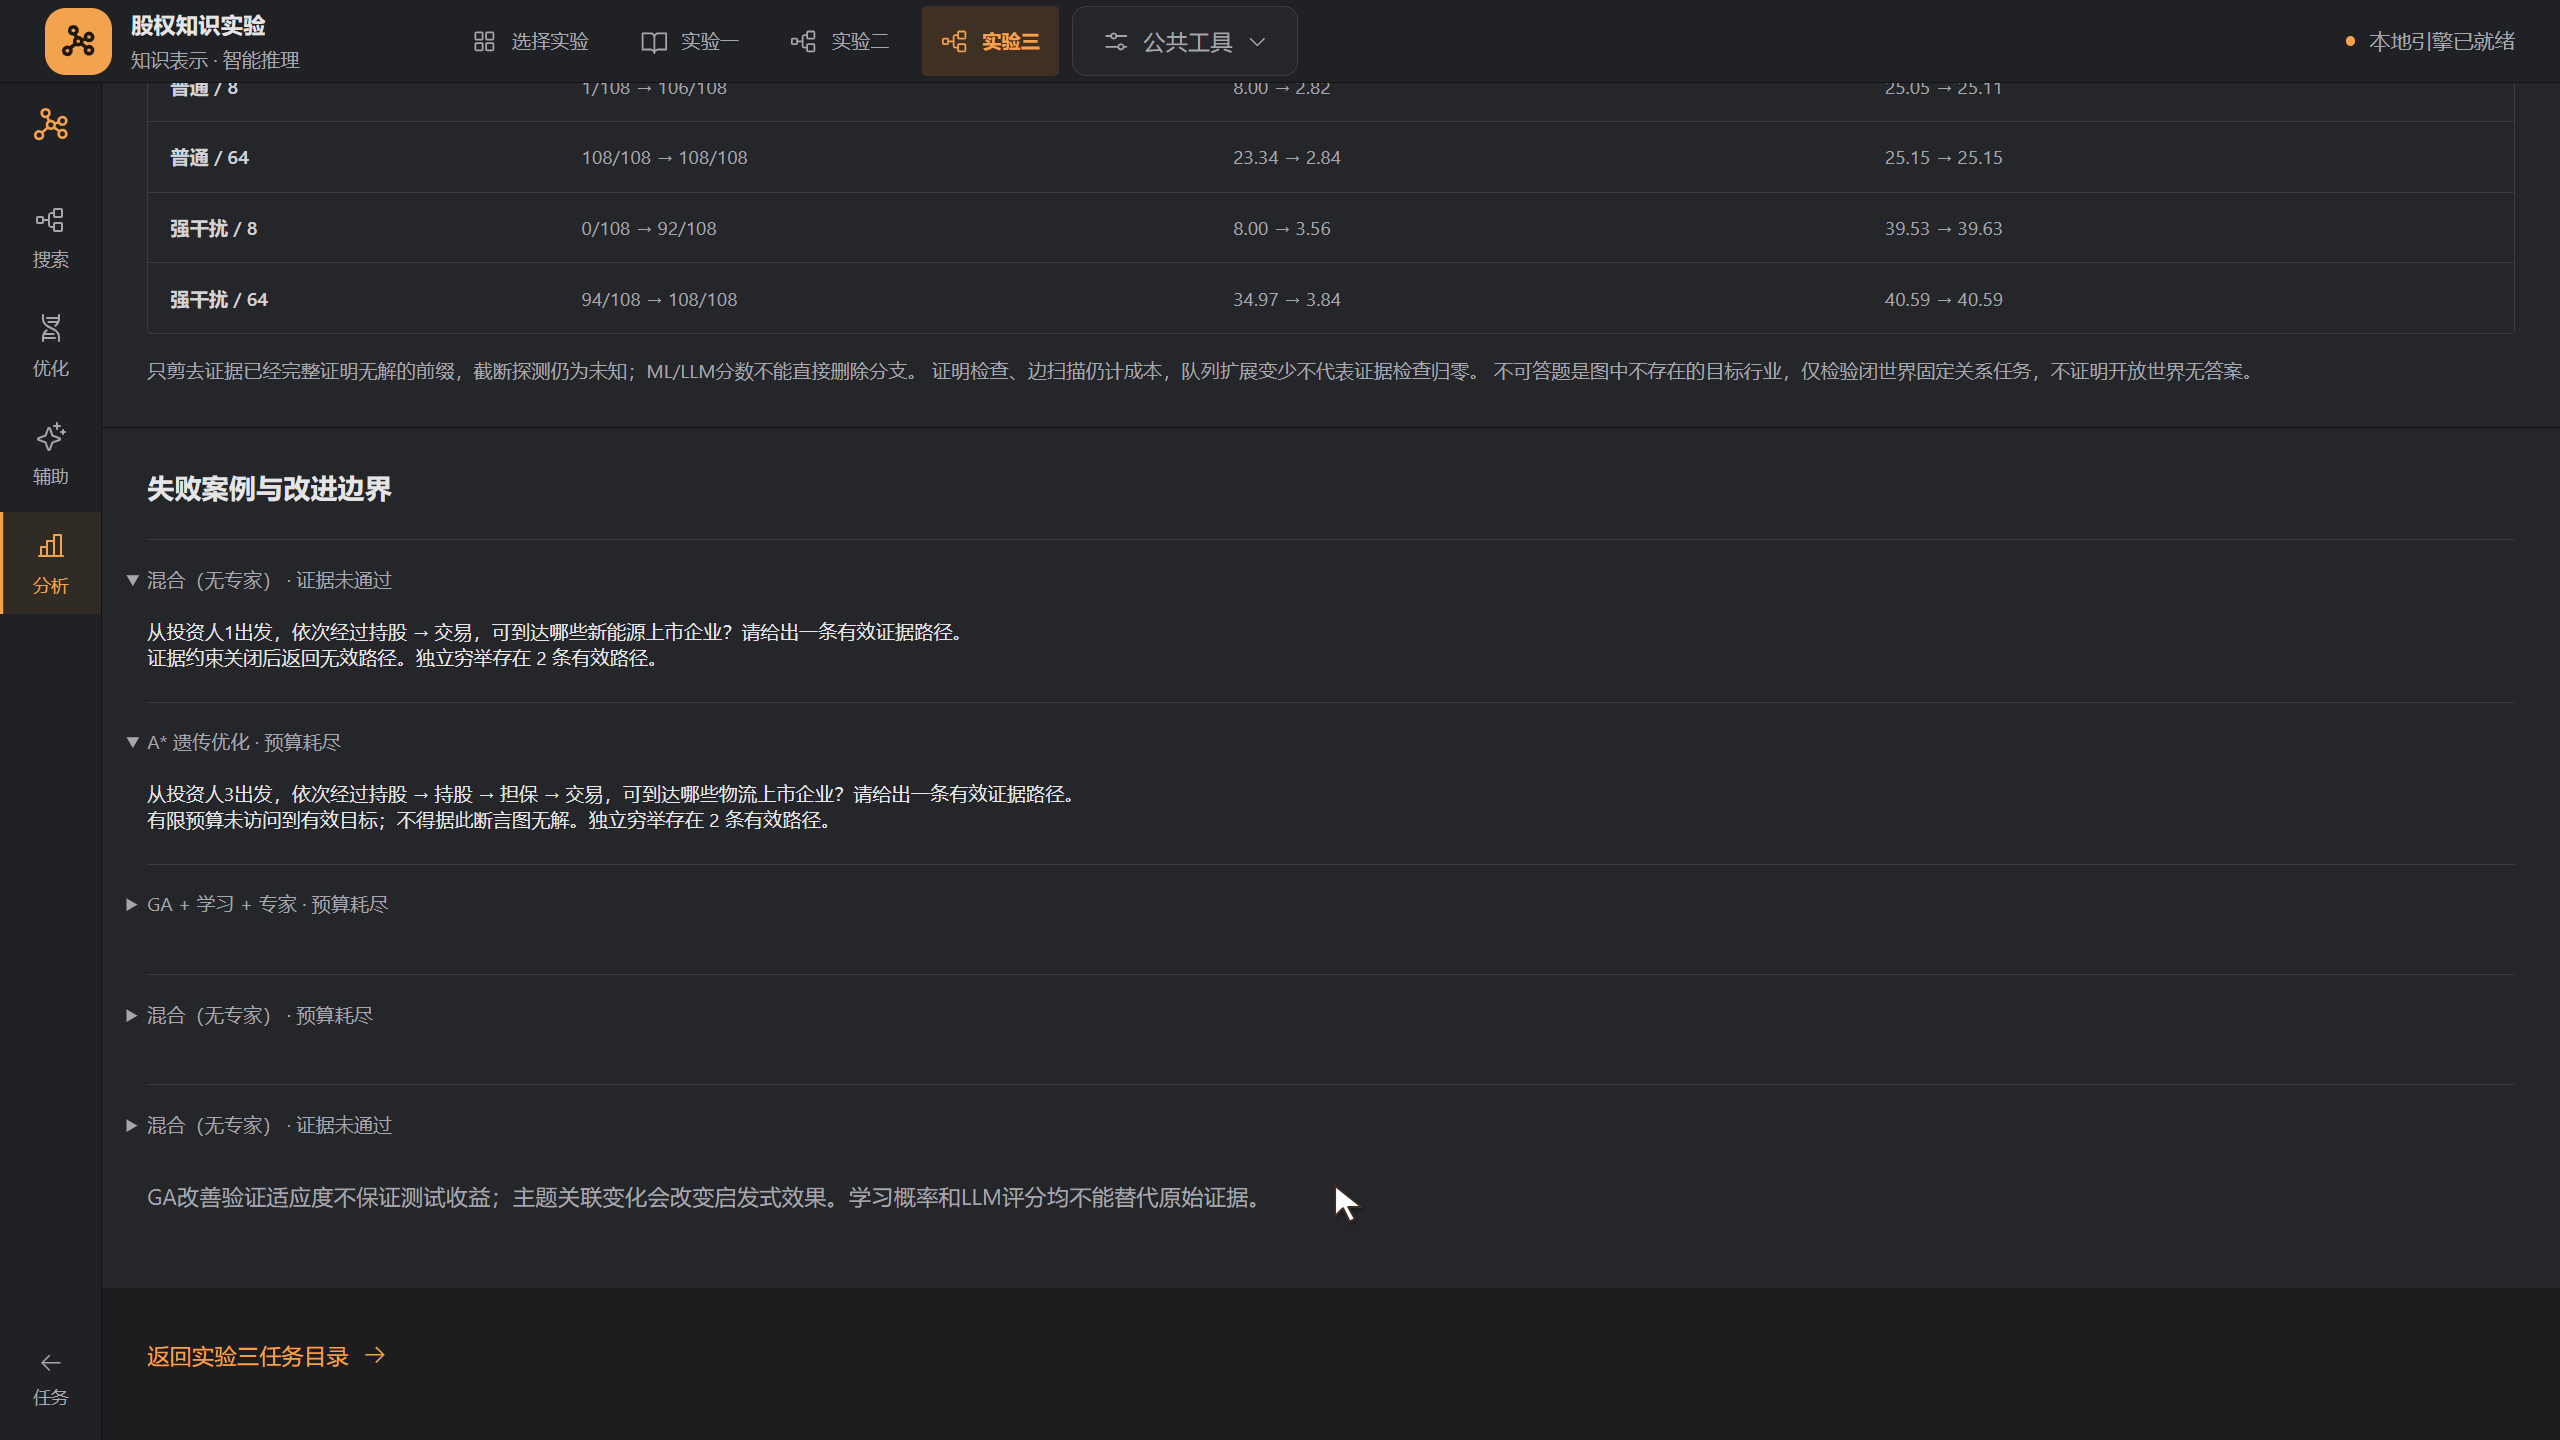 股权知识实验
知识表示 · 智能推理
选择实验
实验一
实验二
实验三
公共工具
本地引擎已就绪
搜索
优化
辅助
分析
任务
普通 / 8 1/108 → 106/108 8.00 → 2.82 25.05 → 25.11
普通 / 64 108/108 → 108/108 23.34 → 2.84 25.15 → 25.15
强干扰 / 8 0/108 → 92/108 8.00 → 3.56 39.53 → 39.63
强干扰 / 64 94/108 → 108/108 34.97 → 3.84 40.59 → 40.59
只剪去证据已经完整证明无解的前缀，截断探测仍为未知；ML/LLM分数不能直接删除分支。 证明检查、边扫描仍计成本，队列扩展变少不代表证据检查归零。 不可答题是图中不存在的目标行业，仅检验闭世界固定关系任务，不证明开放世界无答案。
失败案例与改进边界
▼ 混合（无专家） · 证据未通过
从投资人1出发，依次经过持股 → 交易，可到达哪些新能源上市企业？请给出一条有效证据路径。
证据约束关闭后返回无效路径。独立穷举存在 2 条有效路径。
▼ A* 遗传优化 · 预算耗尽
从投资人3出发，依次经过持股 → 持股 → 担保 → 交易，可到达哪些物流上市企业？请给出一条有效证据路径。
有限预算未访问到有效目标；不得据此断言图无解。独立穷举存在 2 条有效路径。
▶ GA + 学习 + 专家 · 预算耗尽
▶ 混合（无专家） · 预算耗尽
▶ 混合（无专家） · 证据未通过
GA改善验证适应度不保证测试收益；主题关联变化会改变启发式效果。学习概率和LLM评分均不能替代原始证据。
返回实验三任务目录 →